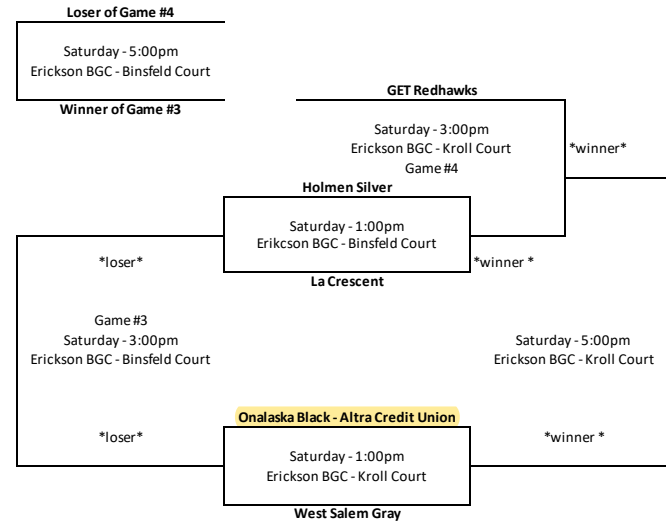 Loser of Game #4
Saturday - 5:00pm
Erickson BGC - Binsfeld Court
Winner of Game #3
GET Redhawks
Saturday - 3:00pm
Erickson BGC - Kroll Court
Game #4
*winner*
Holmen Silver
Saturday - 1:00pm
Erikcson BGC - Binsfeld Court
La Crescent
*loser*
*winner *
Game #3
Saturday - 3:00pm
Erickson BGC - Binsfeld Court
Saturday - 5:00pm
Erickson BGC - Kroll Court
Onalaska Black - Altra Credit Union
*loser*
*winner *
Saturday - 1:00pm
Erickson BGC - Kroll Court
West Salem Gray